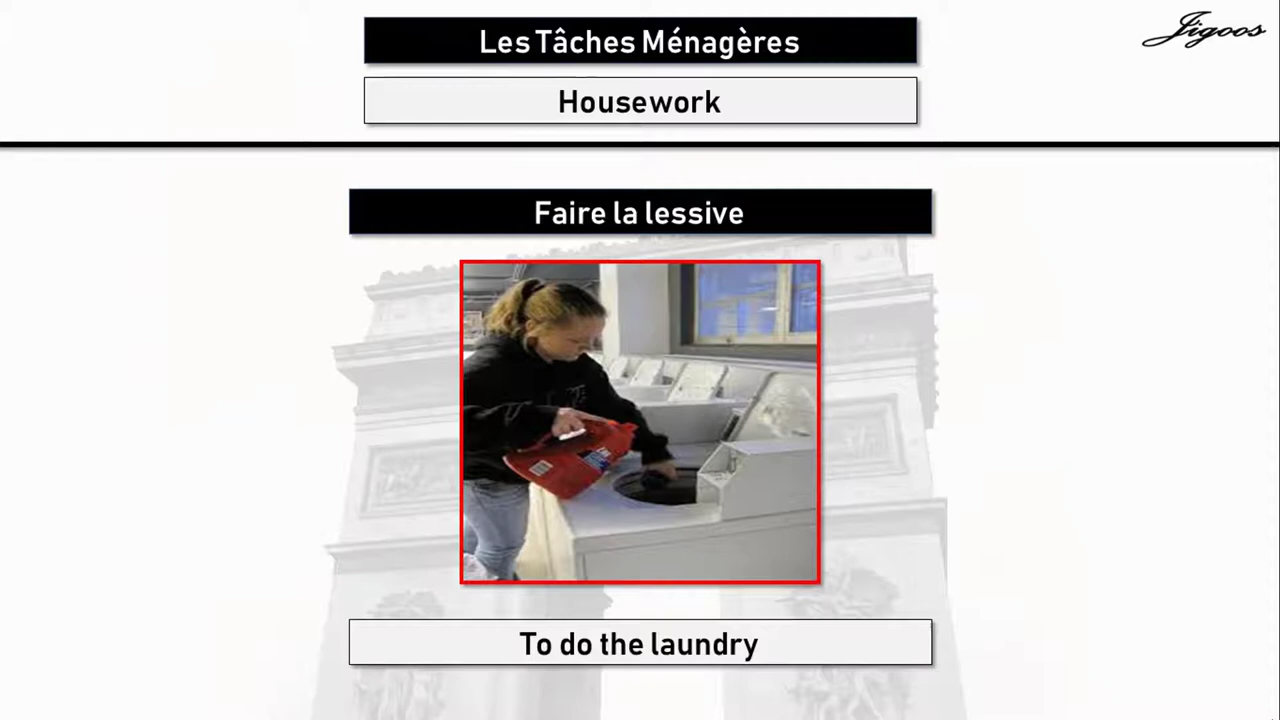 Les Tâches Ménagères
Jigoos
Housework
Faire la lessive
To do the laundry